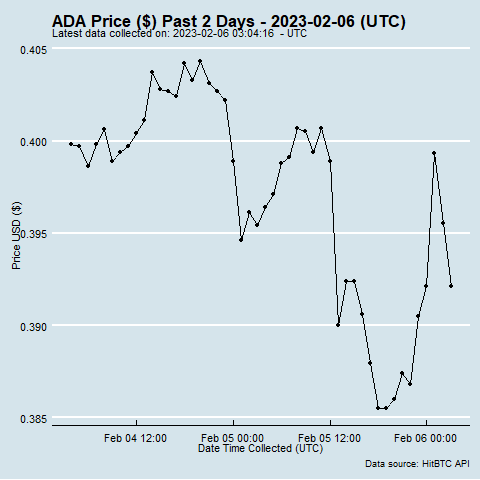 ADA Price ($) Past 2 Days - 2023-02-06 (UTC)
Latest data collected on: 2023-02-06 03:04:16  - UTC
0.405
0.400
0.395
0.390
0.385
Price USD ($)
Feb 04 12:00
Feb 05 00:00
Feb 05 12:00
Feb 06 00:00
Date Time Collected (UTC)
Data source: HitBTC API